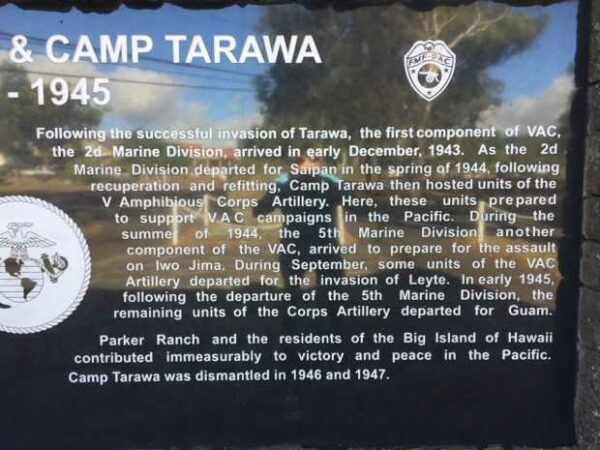 & CAMP TARAWA
- 1945
FMF-PAC
Following the successful invasion of Tarawa, the first component of VAC,
the 2d Marine Division, arrived in early December, 1943. As the 2d
Marine Division departed for Saipan in the spring of 1944, following
recuperation and refitting, Camp Tarawa then hosted units of the
V Amphibious Corps Artillery. Here, these units prepared
to support V.A.C campaigns in the Pacific. During the
summer of 1944, the 5th Marine Division another
component of the VAC, arrived to prepare for the assault
on Iwo Jima. During September, some units of the VAC
Artillery departed for the invasion of Leyte. In early 1945,
following the departure of the 5th Marine Division, the
remaining units of the Corps Artillery departed for Guam.
Parker Ranch and the residents of the Big Island of Hawaii
contributed immeasurably to victory and peace in the Pacific.
Camp Tarawa was dismantled in 1946 and 1947.